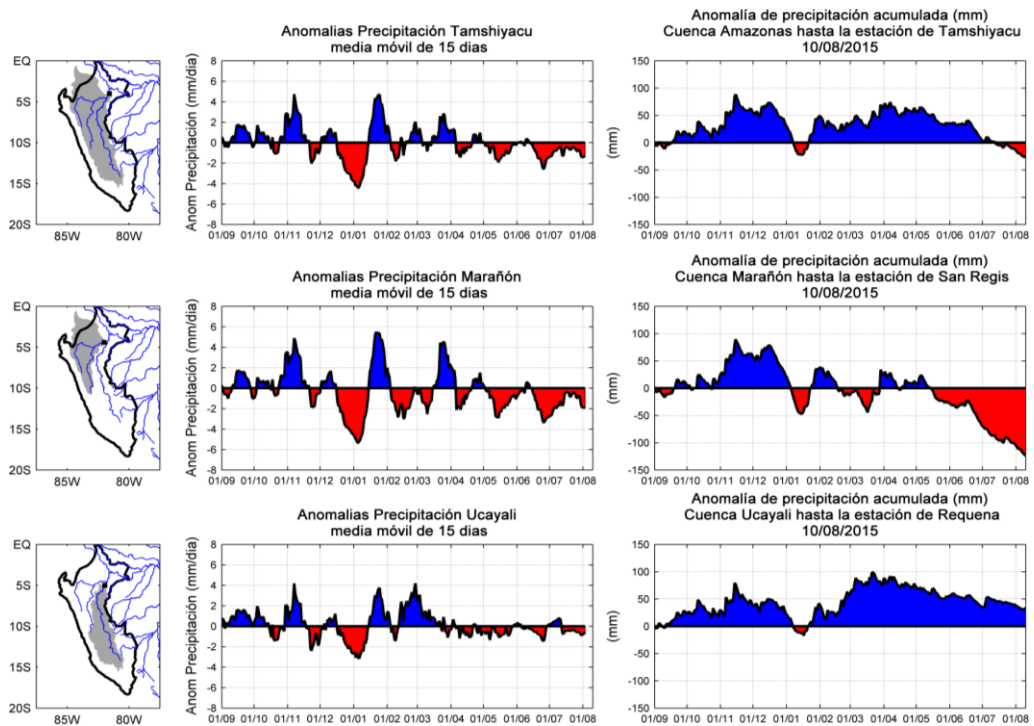 Anomalias Precipitación Tamshiyacu
media móvil de 15 dias
Anomalía de precipitación acumulada (mm)
Cuenca Amazonas hasta la estación de Tamshiyacu
10/08/2015
EQ
5S
10S
15S
20S
85W 80W
Anom Precipitación (mm/dia)
8
6
4
2
0
-2
-4
-6
-8
01/09 01/10 01/11 01/12 01/01 01/02 01/03 01/04 01/05 01/06 01/07 01/08
(mm)
150
100
50
0
-50
-100
-150
01/09 01/10 01/11 01/12 01/01 01/02 01/03 01/04 01/05 01/06 01/07 01/08
Anomalias Precipitación Marañón
media móvil de 15 dias
Anomalía de precipitación acumulada (mm)
Cuenca Marañón hasta la estación de San Regis
10/08/2015
EQ
5S
10S
15S
20S
85W 80W
Anom Precipitación (mm/dia)
8
6
4
2
0
-2
-4
-6
-8
01/09 01/10 01/11 01/12 01/01 01/02 01/03 01/04 01/05 01/06 01/07 01/08
(mm)
150
100
50
0
-50
-100
-150
01/09 01/10 01/11 01/12 01/01 01/02 01/03 01/04 01/05 01/06 01/07 01/08
Anomalias Precipitación Ucayali
media móvil de 15 dias
Anomalía de precipitación acumulada (mm)
Cuenca Ucayali hasta la estación de Requena
10/08/2015
EQ
5S
10S
15S
20S
85W 80W
Anom Precipitación (mm/dia)
8
6
4
2
0
-2
-4
-6
-8
01/09 01/10 01/11 01/12 01/01 01/02 01/03 01/04 01/05 01/06 01/07 01/08
(mm)
150
100
50
0
-50
-100
-150
01/09 01/10 01/11 01/12 01/01 01/02 01/03 01/04 01/05 01/06 01/07 01/08